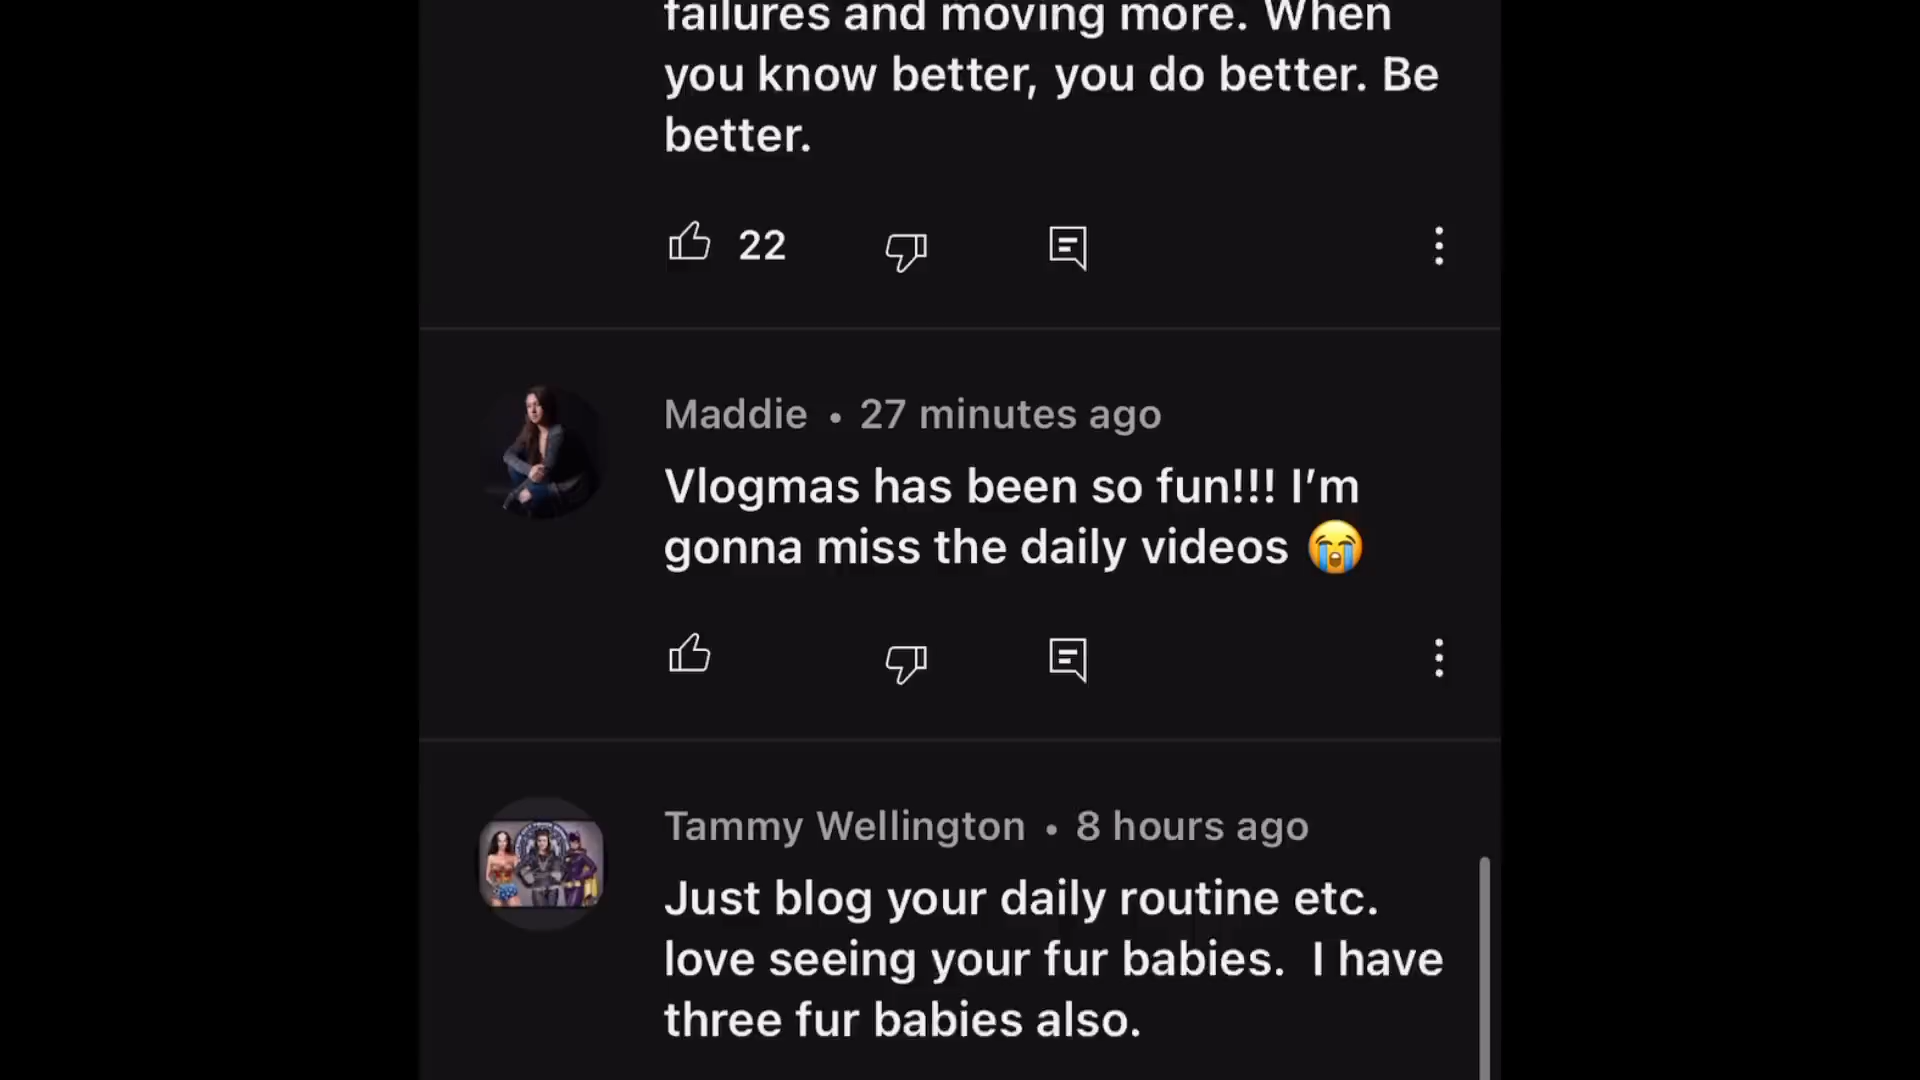 failures and moving more. When
you know better, you do better. Be
better.
22
Maddie • 27 minutes ago
Vlogmas has been so fun!!! I’m
gonna miss the daily videos 😭
Tammy Wellington • 8 hours ago
Just blog your daily routine etc.
love seeing your fur babies.  I have
three fur babies also.